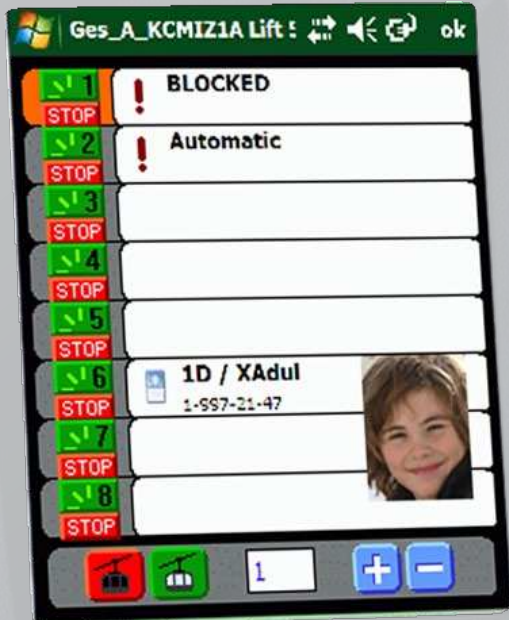 Ges_A_KCMIZ1A Lift 5 ok
1 BLOCKED
STOP
2 Automatic
STOP
3
STOP
4
STOP
5
STOP
6 1D / XAdul
STOP 1-997-21-47
7
STOP
8
STOP
1